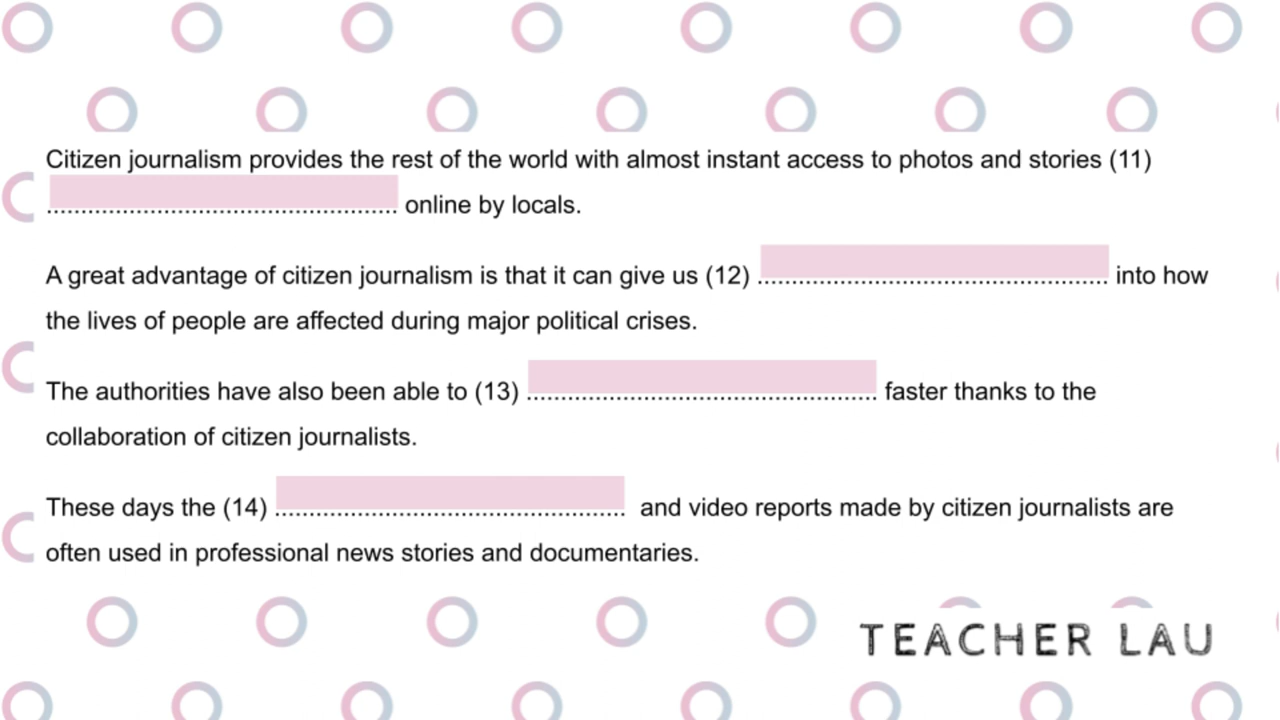 Citizen journalism provides the rest of the world with almost instant access to photos and stories (11)
.................................................... online by locals.
A great advantage of citizen journalism is that it can give us (12) .................................................... into how
the lives of people are affected during major political crises.
The authorities have also been able to (13) .................................................... faster thanks to the
collaboration of citizen journalists.
These days the (14) .................................................... and video reports made by citizen journalists are
often used in professional news stories and documentaries.
TEACHER LAU